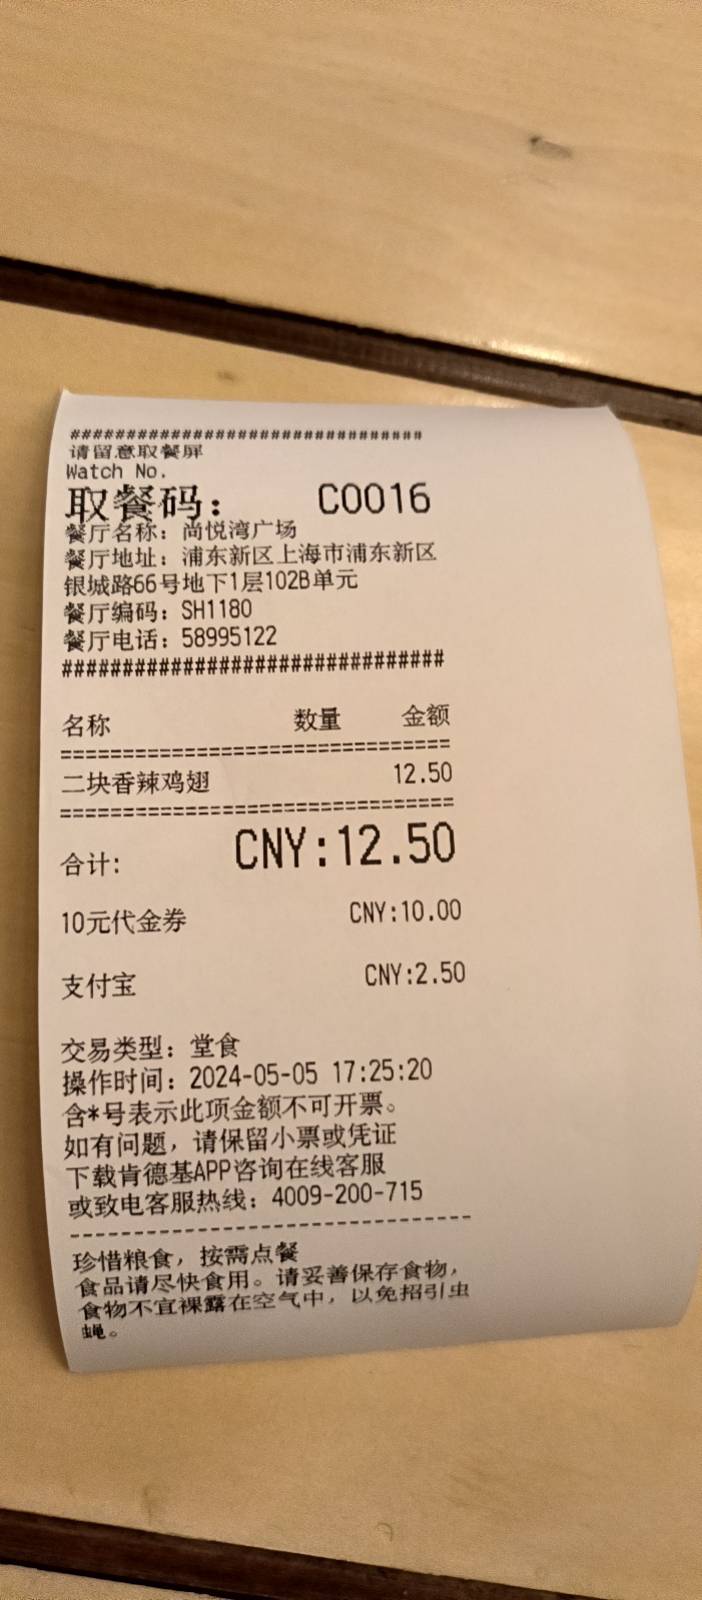 ################################
请留意取餐屏
Watch No.
取餐码： C0016
餐厅名称：尚悦湾广场
餐厅地址：浦东新区上海市浦东新区
银城路66号地下1层102B单元
餐厅编码：SH1180
餐厅电话：58995122
################################
名称 数量 金额
================================
二块香辣鸡翅 12.50
================================
合计: CNY:12.50
10元代金券 CNY:10.00
支付宝 CNY:2.50
交易类型：堂食
操作时间：2024-05-05 17:25:20
含*号表示此项金额不可开票。
如有问题，请保留小票或凭证
下载肯德基APP咨询在线客服
或致电客服热线：4009-200-715
--------------------------------
珍惜粮食，按需点餐
食品请尽快食用。请妥善保存食物，
食物不宜裸露在空气中，以免招引虫
蝇。